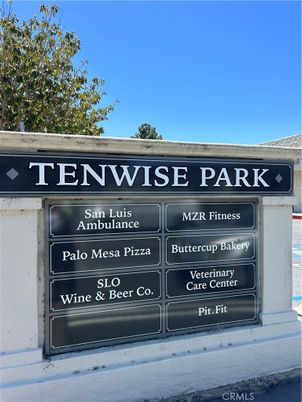 TENWISE PARK
San Luis
Ambulance
MZR Fitness
Palo Mesa Pizza
Buttercup Bakery
SLO
Wine & Beer Co.
Veterinary
Care Center
Pit.Fit
CRMLS